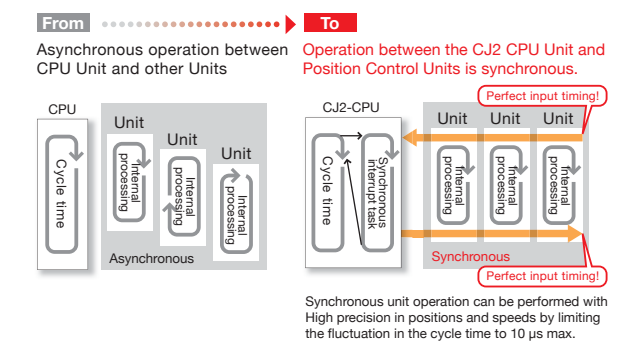 From
To
Asynchronous operation between
CPU Unit and other Units
Operation between the CJ2 CPU Unit and
Position Control Units is synchronous.
CPU
Cycle time
Unit
Internal
processing
Unit
Internal
processing
Unit
Internal
processing
Asynchronous
CJ2-CPU
Cycle time
Synchronous
interrupt task
Perfect input timing!
Unit
Unit
Unit
Internal
processing
Internal
processing
Internal
processing
Synchronous
Perfect input timing!
Synchronous unit operation can be performed with
High precision in positions and speeds by limiting
the fluctuation in the cycle time to 10 μs max.